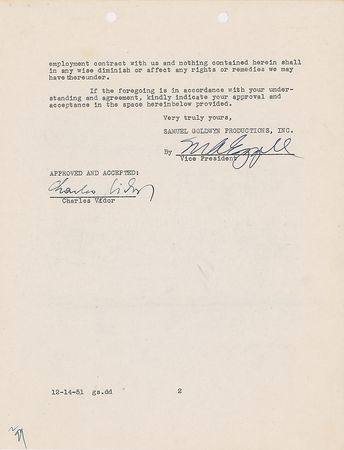 employment contract with us and nothing contained herein shall
in any wise diminish or affect any rights or remedies we may
have thereunder.
If the foregoing is in accordance with your under-
standing and agreement, kindly indicate your approval and
acceptance in the space hereinbelow provided.
Very truly yours,
SAMUEL GOLDWYN PRODUCTIONS, INC.
By
Vice President
APPROVED AND ACCEPTED:
Charles Vidor
Charles Vidor
12-14-51 gs.dd 2